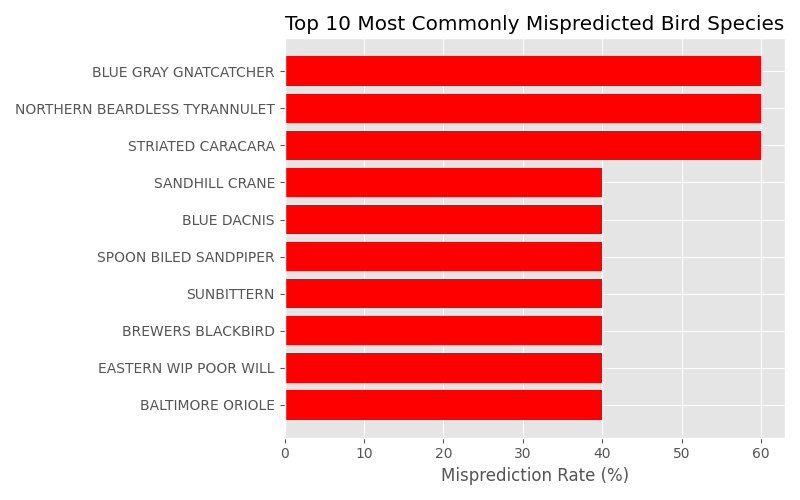 Top 10 Most Commonly Mispredicted Bird Species
BLUE GRAY GNATCATCHER
NORTHERN BEARDLESS TYRANNULET
STRIATED CARACARA
SANDHILL CRANE
BLUE DACNIS
SPOON BILED SANDPIPER
SUNBITTERN
BREWERS BLACKBIRD
EASTERN WIP POOR WILL
BALTIMORE ORIOLE
0 10 20 30 40 50 60
Misprediction Rate (%)